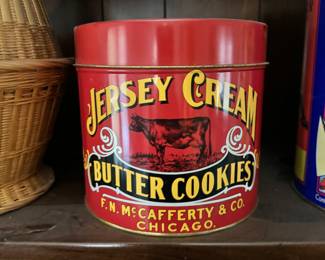 JERSEY CREAM
BUTTER COOKIES
F. N. McCAFFERTY & CO.
CHICAGO.